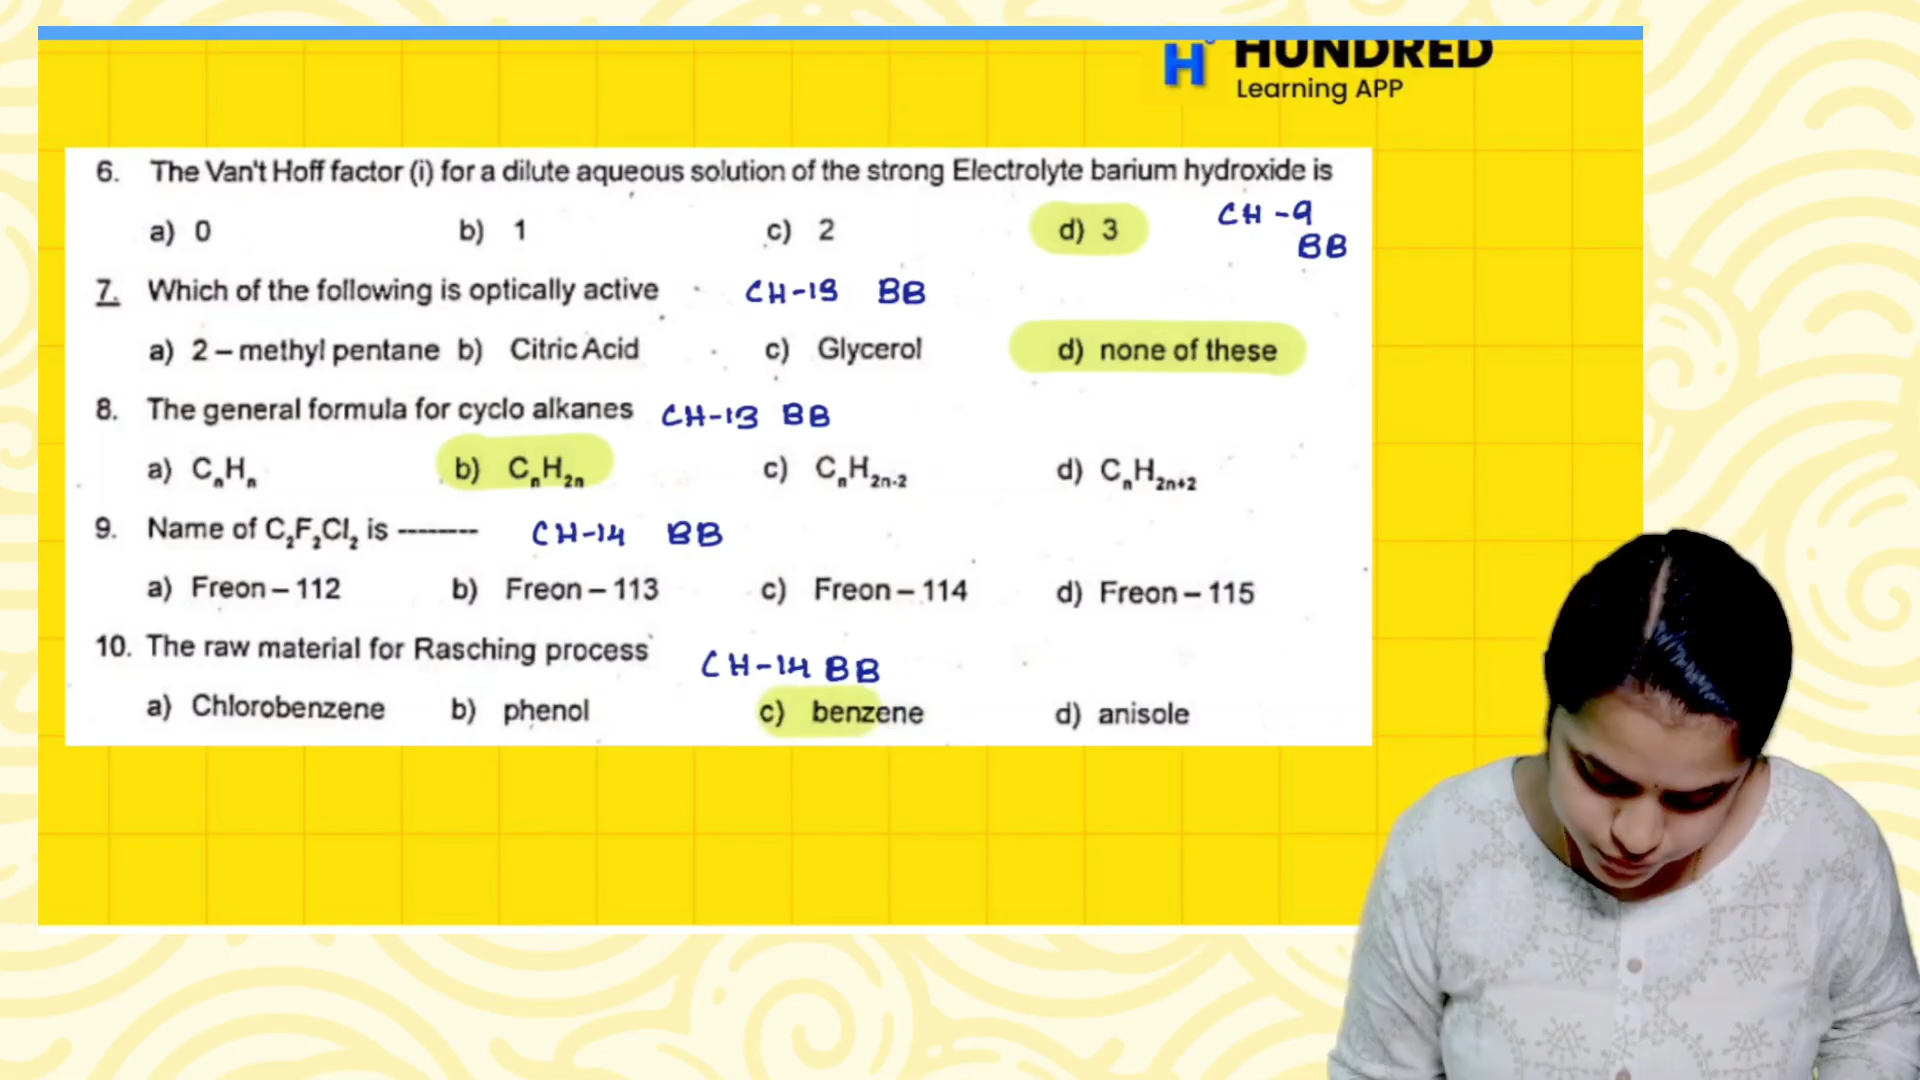 HUNDRED
Learning APP
6. The Van't Hoff factor (i) for a dilute aqueous solution of the strong Electrolyte barium hydroxide is
a) 0 b) 1 c) 2 d) 3 CH-9
BB
7. Which of the following is optically active CH-13 BB
a) 2 – methyl pentane b) Citric Acid c) Glycerol d) none of these
8. The general formula for cyclo alkanes CH-13 BB
a) CₙHₙ b) CₙH₂ₙ c) CₙH₂ₙ₋₂ d) CₙH₂ₙ₊₂
9. Name of C₂F₂Cl₂ is -------- CH-14 BB
a) Freon – 112 b) Freon – 113 c) Freon – 114 d) Freon – 115
10. The raw material for Rasching process CH-14 BB
a) Chlorobenzene b) phenol c) benzene d) anisole